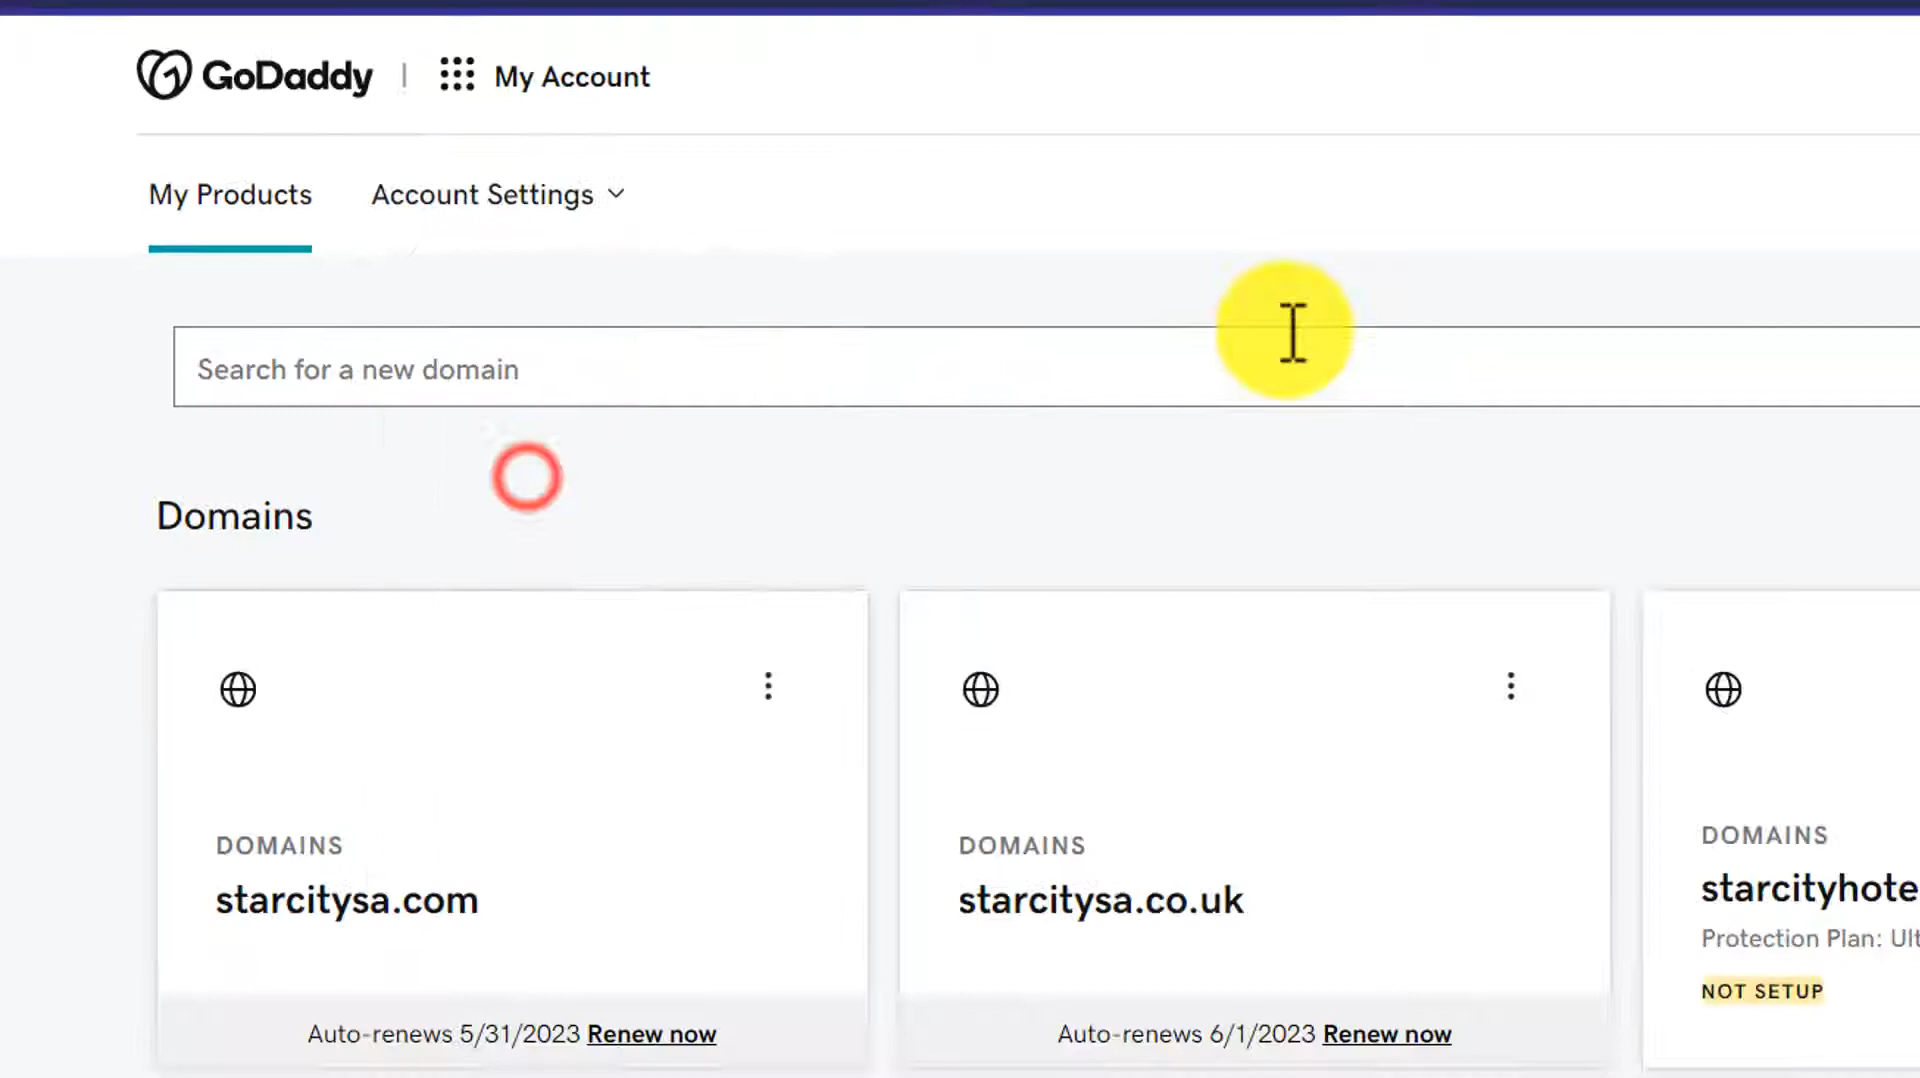 GoDaddy
My Account
My Products
Account Settings
Search for a new domain
Domains
DOMAINS
starcitysa.com
Auto-renews 5/31/2023 Renew now
DOMAINS
starcitysa.co.uk
Auto-renews 6/1/2023 Renew now
DOMAINS
starcityhote
Protection Plan: Ult
NOT SETUP